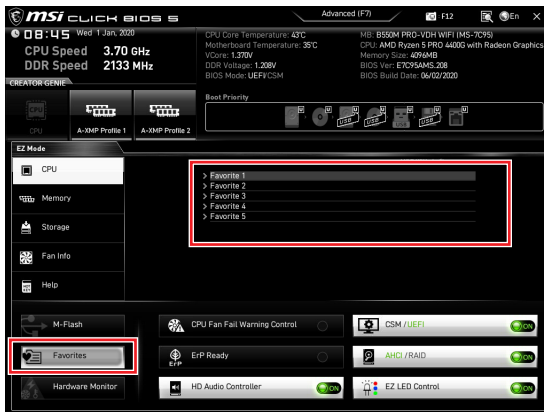 msi CLICK BIOS 5
Advanced (F7)
F12
En
X
08:45 Wed 1 Jan, 2020
CPU Speed 3.70 GHz
DDR Speed 2133 MHz
CPU Core Temperature: 43°C
Motherboard Temperature: 35°C
VCore: 1.370V
DDR Voltage: 1.208V
BIOS Mode: UEFI/CSM
MB: B550M PRO-VDH WIFI (MS-7C95)
CPU: AMD Ryzen 5 PRO 4400G with Radeon Graphics
Memory Size: 4096MB
BIOS Ver: E7C95AMS.208
BIOS Build Date: 06/02/2020
CREATOR GENIE
CPU
CPU
A-XMP Profile 1
A-XMP Profile 2
Boot Priority
U
U
USB U
USB U
USB U
USB U
U
EZ Mode
CPU
Memory
Storage
Fan Info
Help
> Favorite 1
> Favorite 2
> Favorite 3
> Favorite 4
> Favorite 5
M-Flash
Favorites
Hardware Monitor
CPU Fan Fail Warning Control
ErP
ErP Ready
HD Audio Controller
ON
CSM /UEFI
ON
AHCI /RAID
ON
EZ LED Control
ON